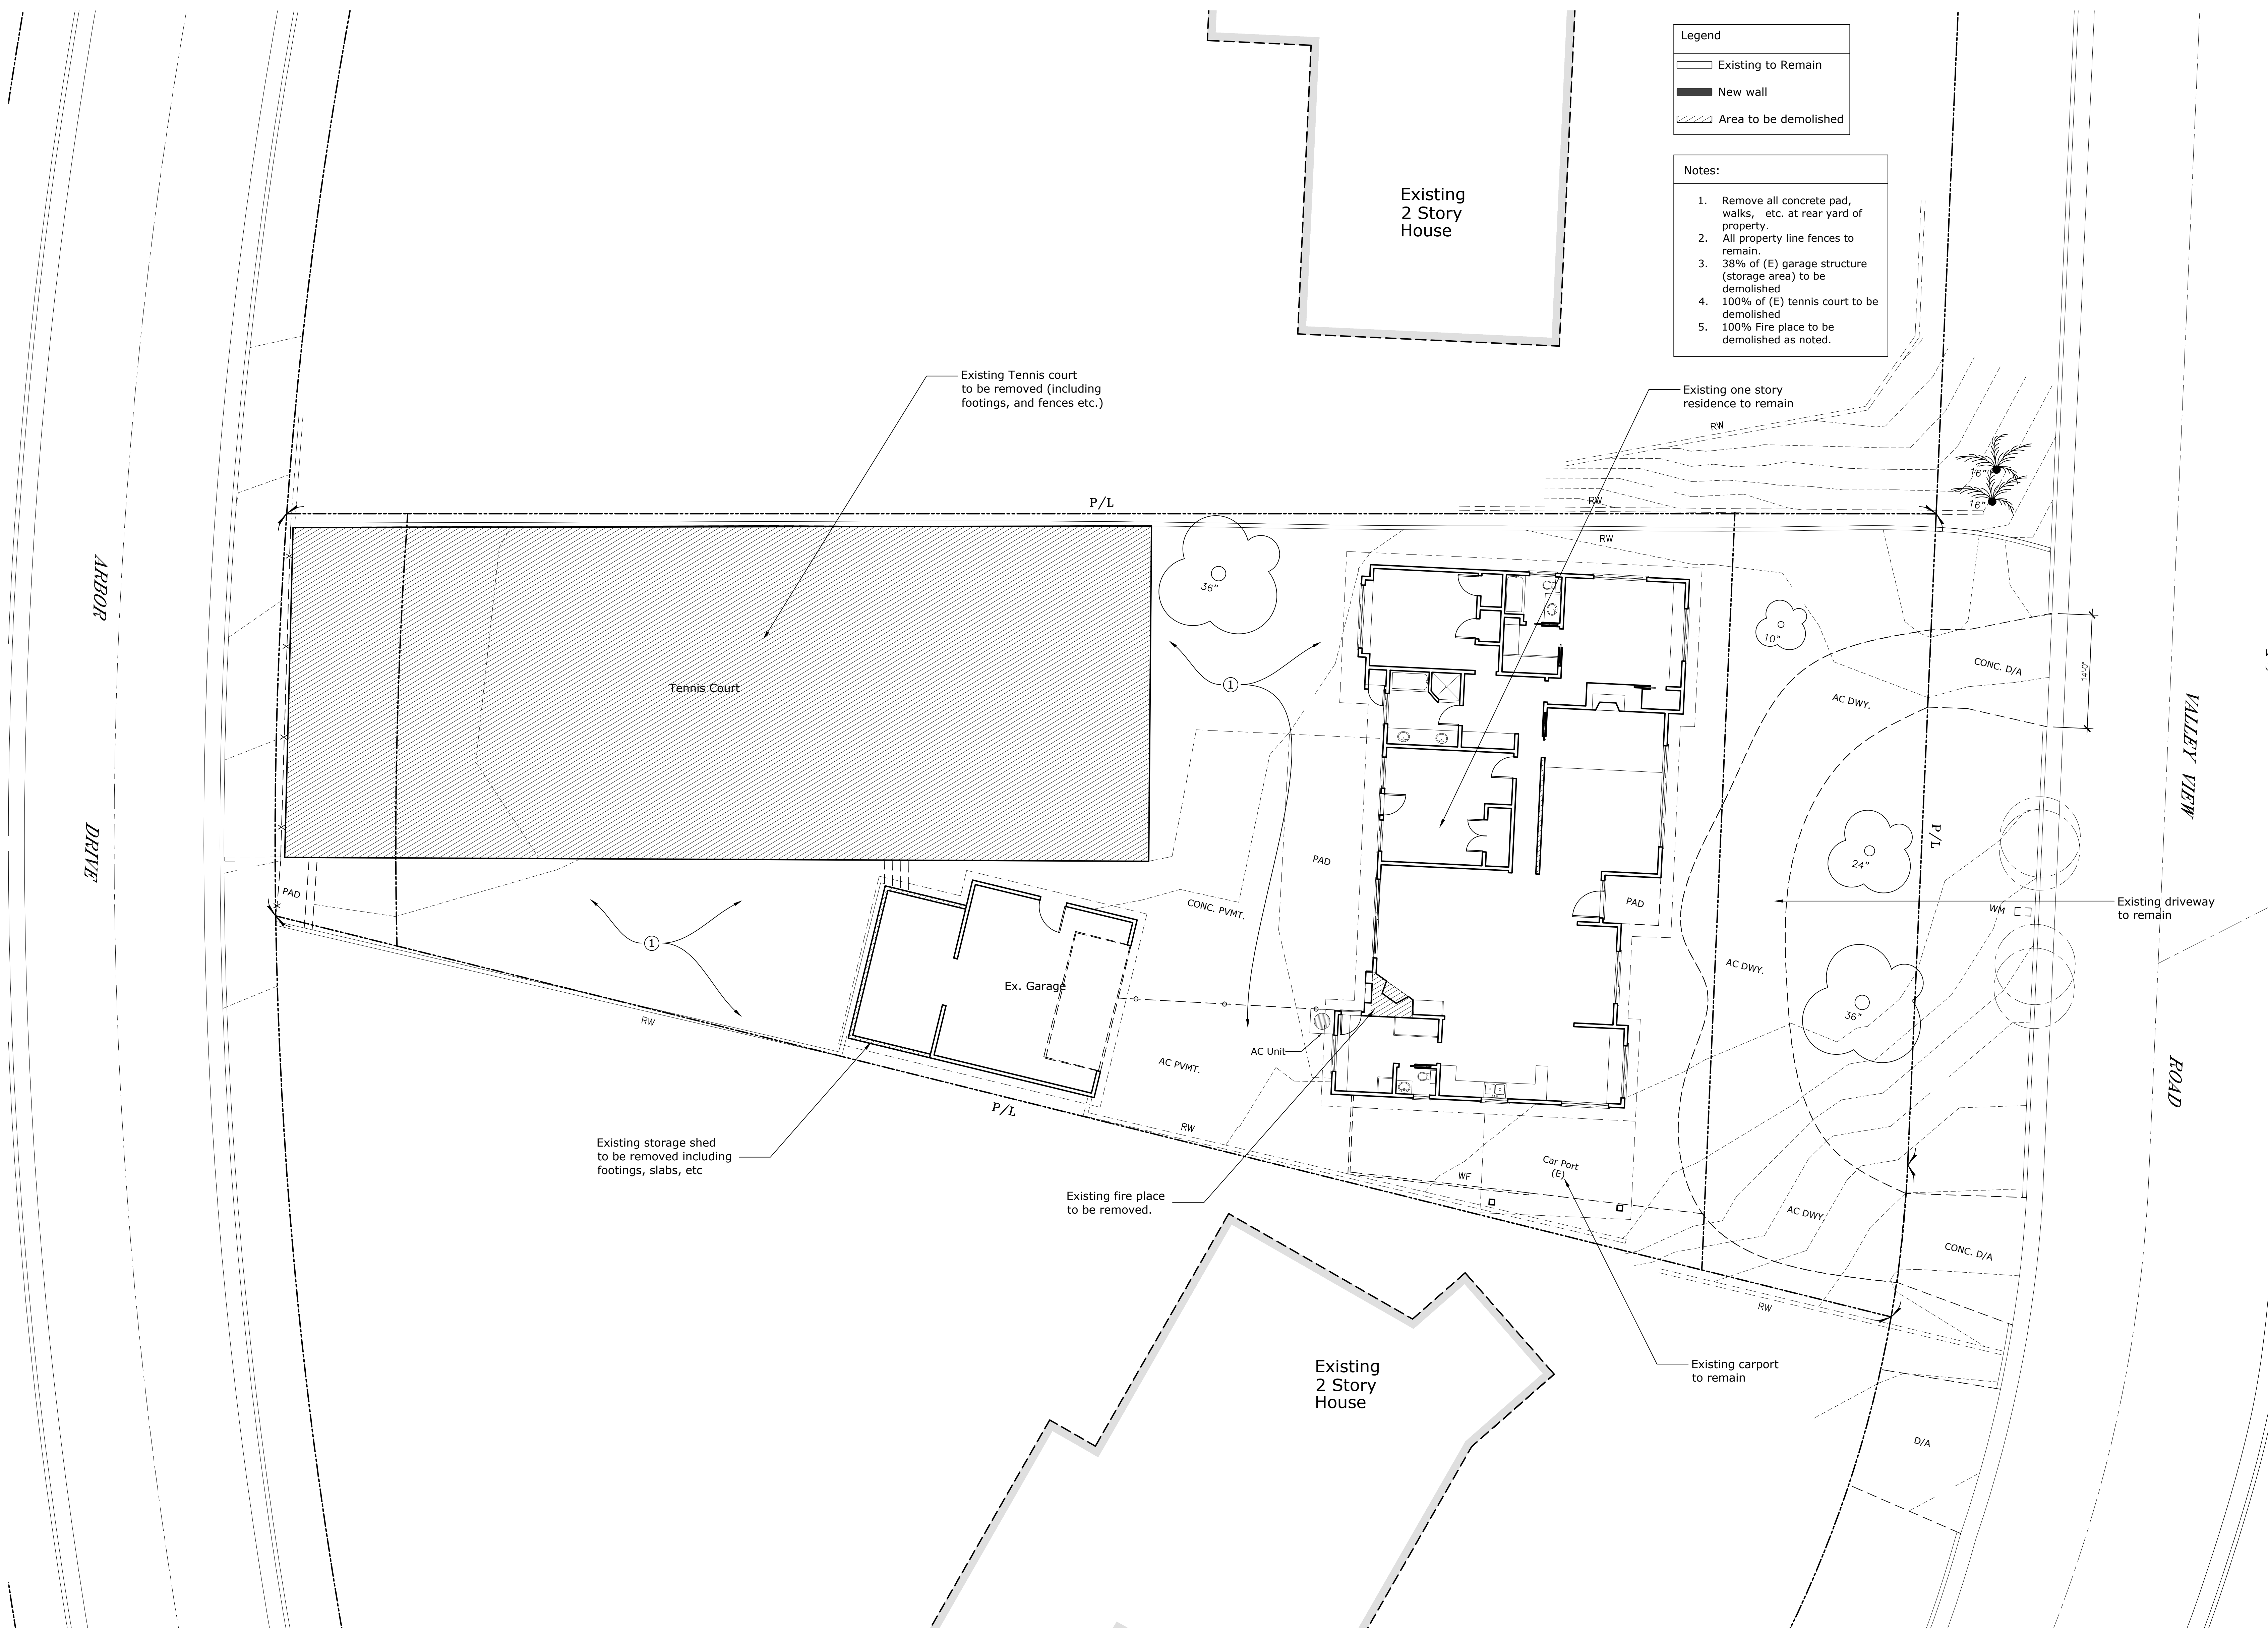 Legend
Existing to Remain
New wall
Area to be demolished
Notes:
1. Remove all concrete pad,
walks, etc. at rear yard of
property.
2. All property line fences to
remain.
3. 38% of (E) garage structure
(storage area) to be
demolished
4. 100% of (E) tennis court to be
demolished
5. 100% Fire place to be
demolished as noted.
Existing
2 Story
House
Existing Tennis court
to be removed (including
footings, and fences etc.)
Existing one story
residence to remain
RW
16"
16"
RW
P/L
RW
ARBOR
DRIVE
36"
10"
CONC. D/A
14'-0'
AC DWY.
1
Tennis Court
VALLEY VIEW
ROAD
P/L
24"
PAD
PAD
PAD
CONC. PVMT.
WM
Existing driveway
to remain
1
AC DWY.
Ex. Garage
36"
RW
AC Unit
AC PVMT.
P/L
RW
Existing storage shed
to be removed including
footings, slabs, etc
Car Port
(E)
WF
Existing fire place
to be removed.
AC DWY.
CONC. D/A
RW
Existing
2 Story
House
Existing carport
to remain
D/A